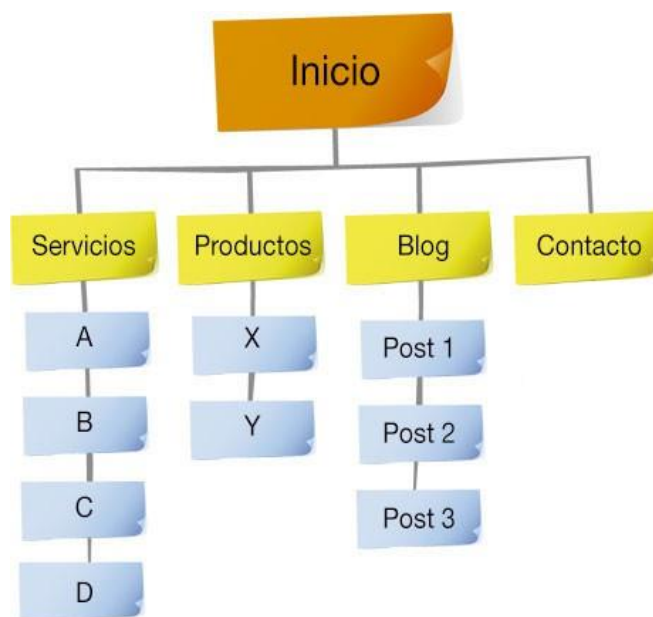 Inicio
Servicios
Productos
Blog
Contacto
A
X
Post 1
B
Y
Post 2
C
Post 3
D